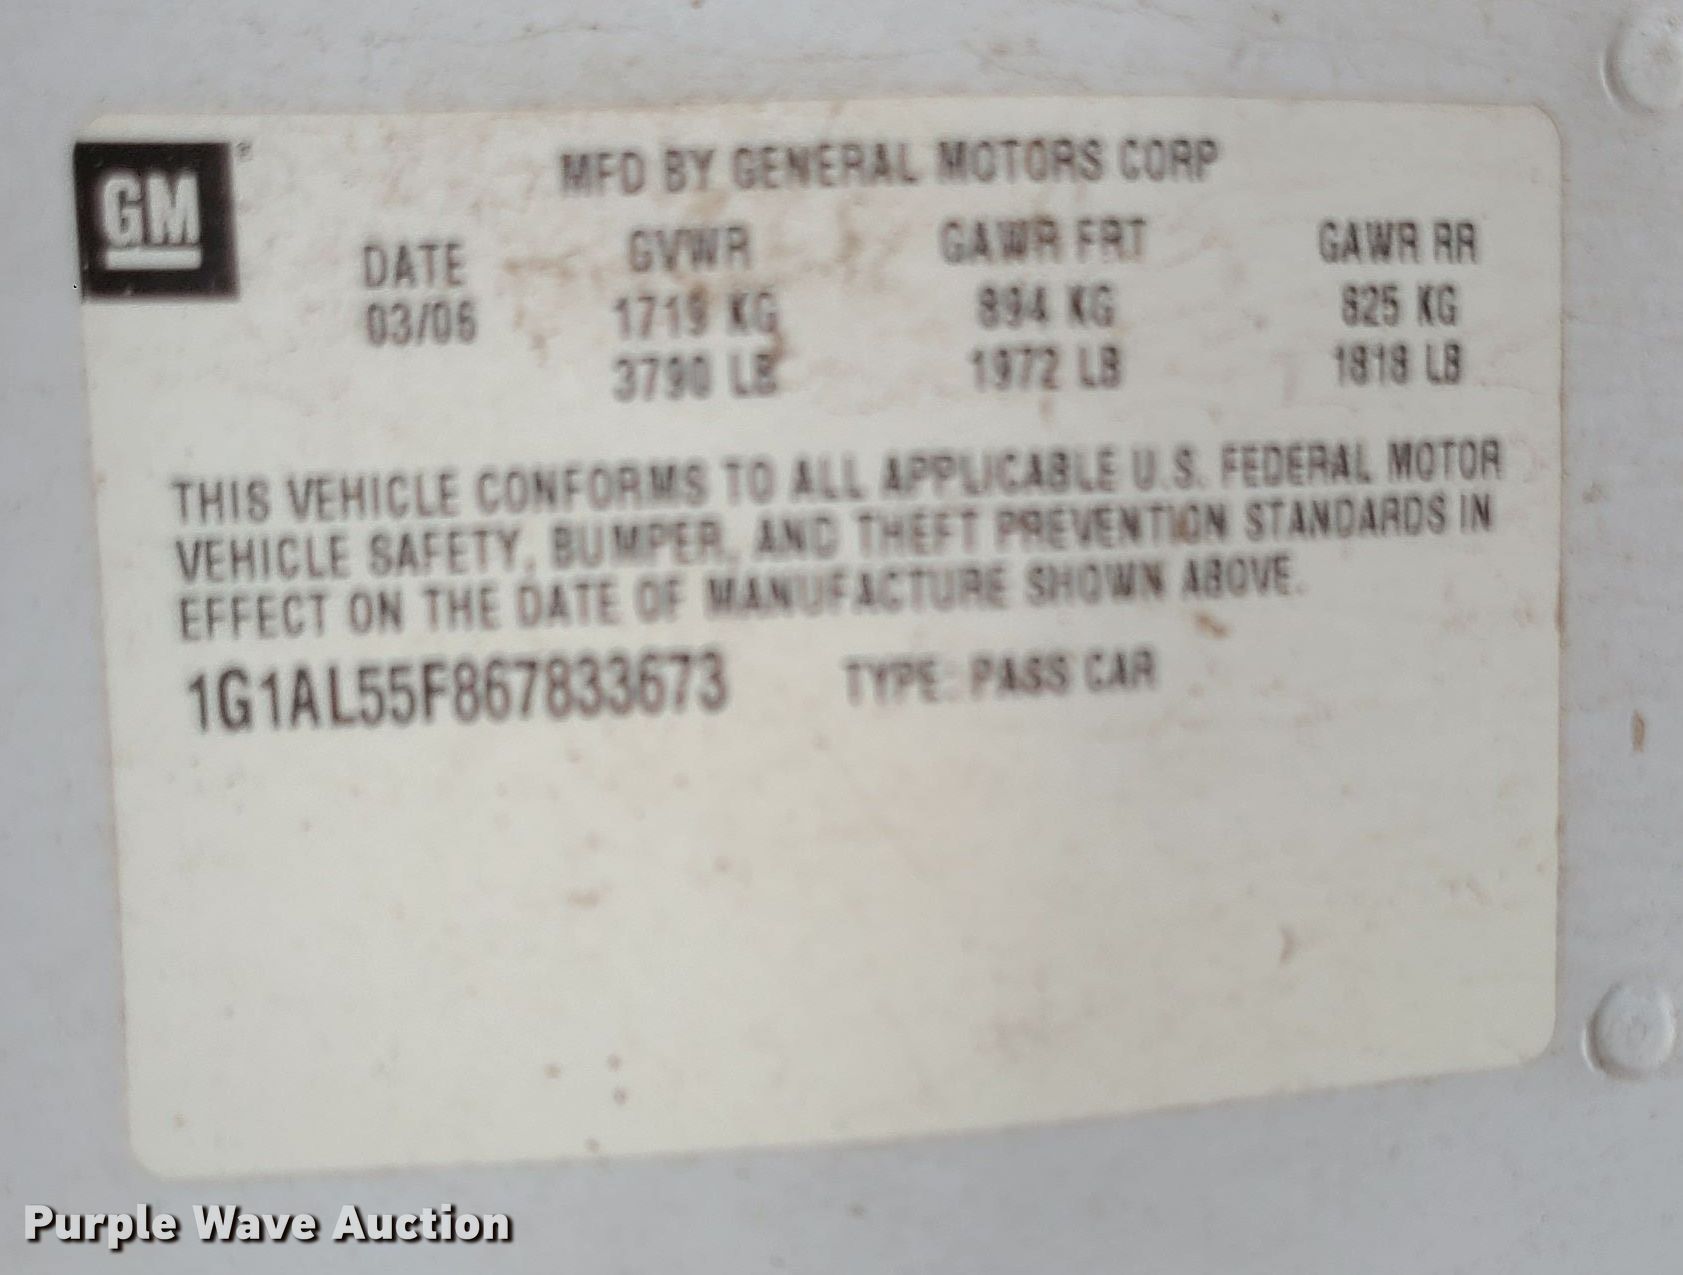 GM®
MFD BY GENERAL MOTORS CORP
DATE GVWR GAWR FRT GAWR RR
03/06 1719 KG 894 KG 825 KG
3790 LB 1972 LB 1818 LB
THIS VEHICLE CONFORMS TO ALL APPLICABLE U.S. FEDERAL MOTOR
VEHICLE SAFETY, BUMPER, AND THEFT PREVENTION STANDARDS IN
EFFECT ON THE DATE OF MANUFACTURE SHOWN ABOVE.
1G1AL55F867833673 TYPE: PASS CAR
Purple Wave Auction